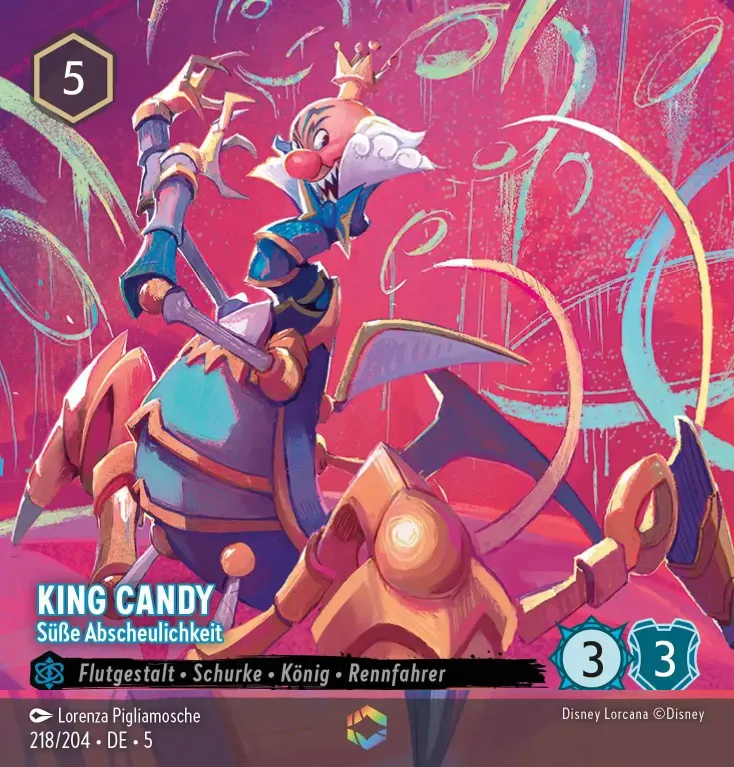 5
KING CANDY
Süße Abscheulichkeit
Flutgestalt • Schurke • König • Rennfahrer
3 3
Lorenza Pigliamosche
Disney Lorcana ©Disney
218/204 • DE • 5